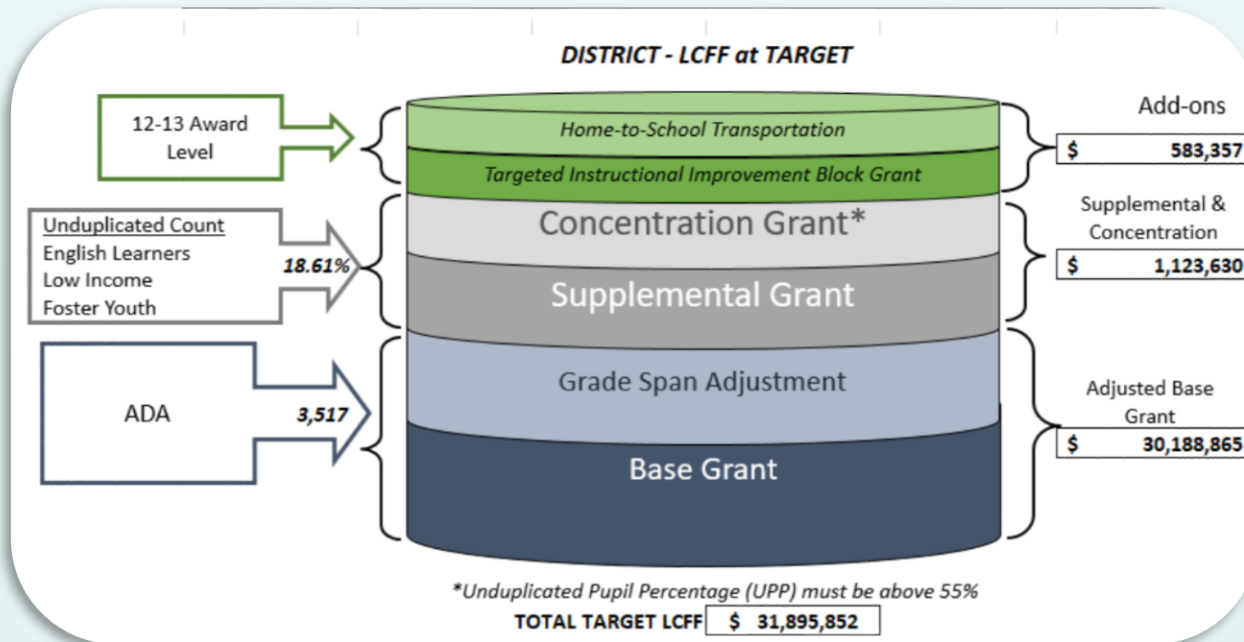 DISTRICT - LCFF at TARGET
12-13 Award
Level
Home-to-School Transportation
Targeted Instructional Improvement Block Grant
Add-ons
$ 583,357
Unduplicated Count
English Learners
Low Income
Foster Youth
18.61%
Concentration Grant*
Supplemental Grant
Supplemental &
Concentration
$ 1,123,630
ADA
3,517
Grade Span Adjustment
Base Grant
Adjusted Base
Grant
$ 30,188,865
*Unduplicated Pupil Percentage (UPP) must be above 55%
TOTAL TARGET LCFF $ 31,895,852